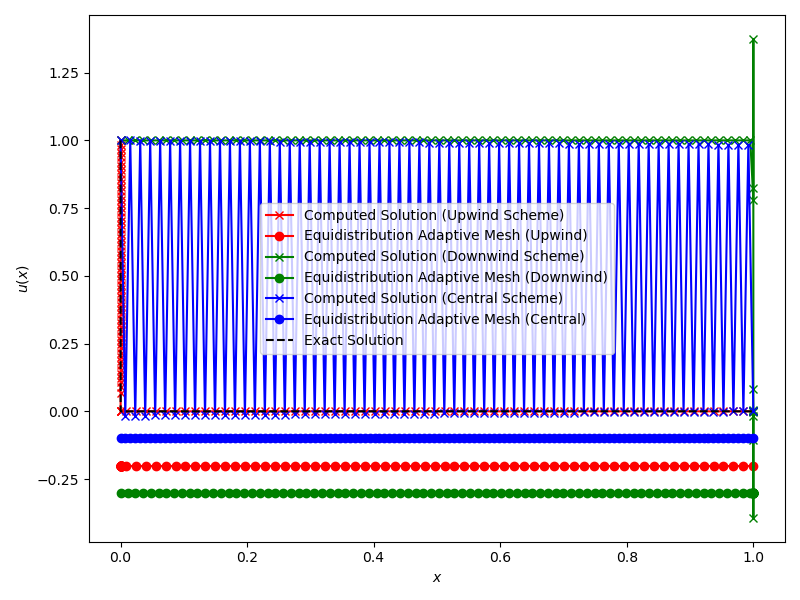 1.25
1.00
0.75
0.50
0.25
0.00
−0.25
u(x)
Computed Solution (Upwind Scheme)
Equidistribution Adaptive Mesh (Upwind)
Computed Solution (Downwind Scheme)
Equidistribution Adaptive Mesh (Downwind)
Computed Solution (Central Scheme)
Equidistribution Adaptive Mesh (Central)
Exact Solution
0.0 0.2 0.4 0.6 0.8 1.0
x